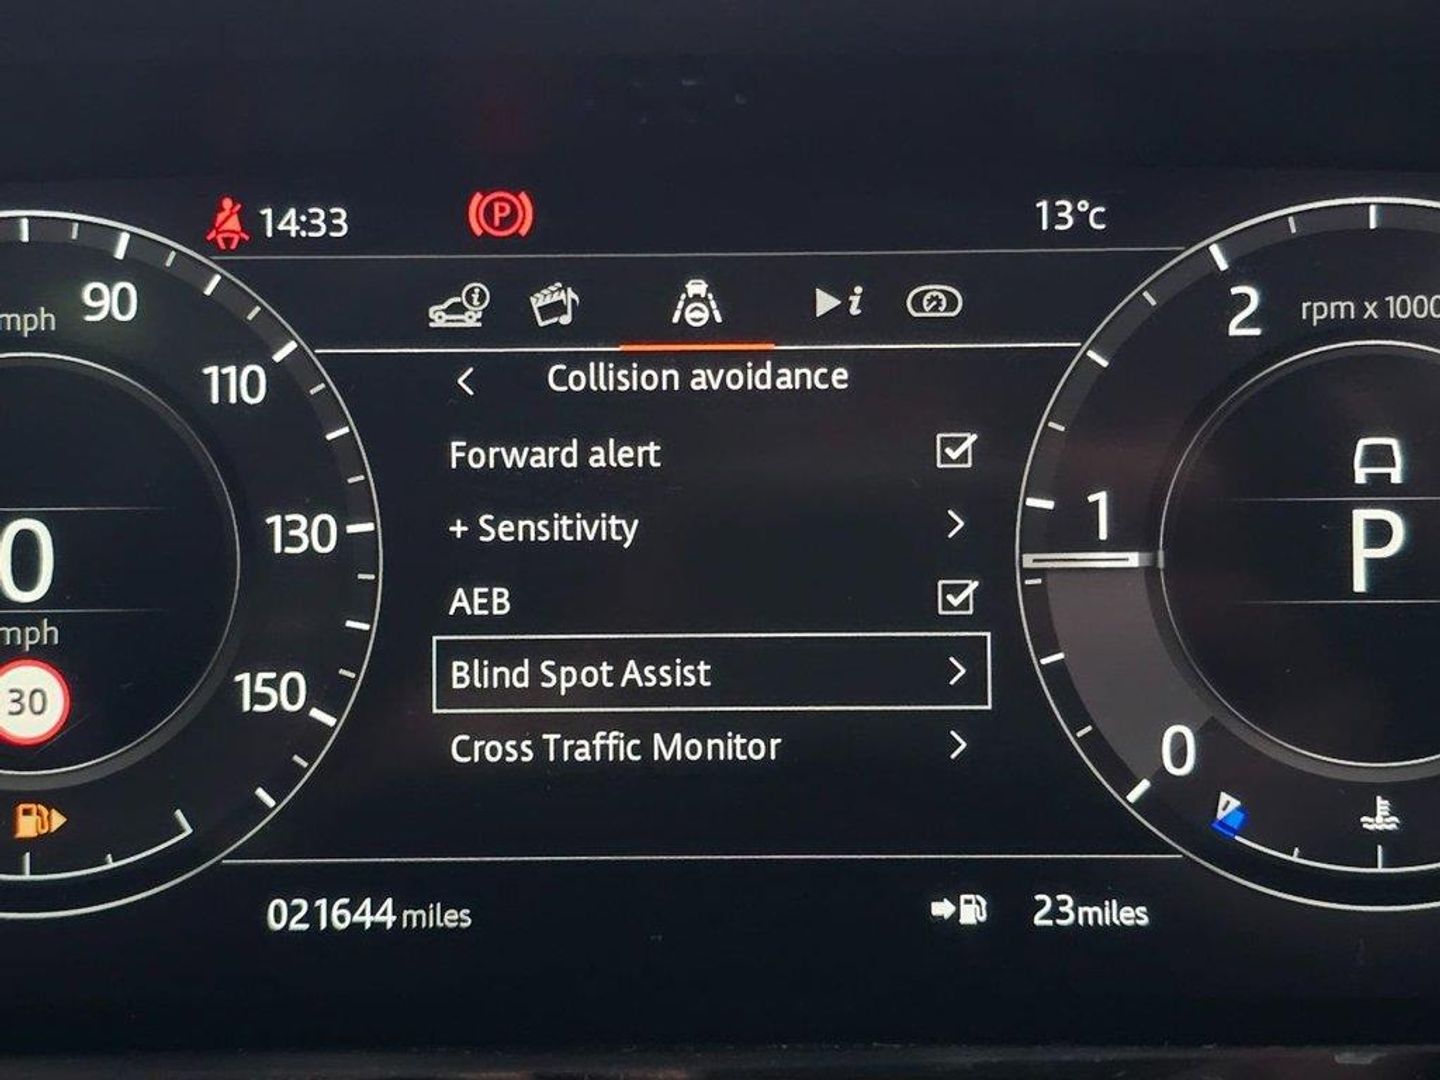 14:33
P
13°c
mph
90
110
130
150
0
mph
30
i
i
Collision avoidance
Forward alert
+ Sensitivity
AEB
Blind Spot Assist
Cross Traffic Monitor
2
rpm x 1000
1
P
0
021644 miles
23miles